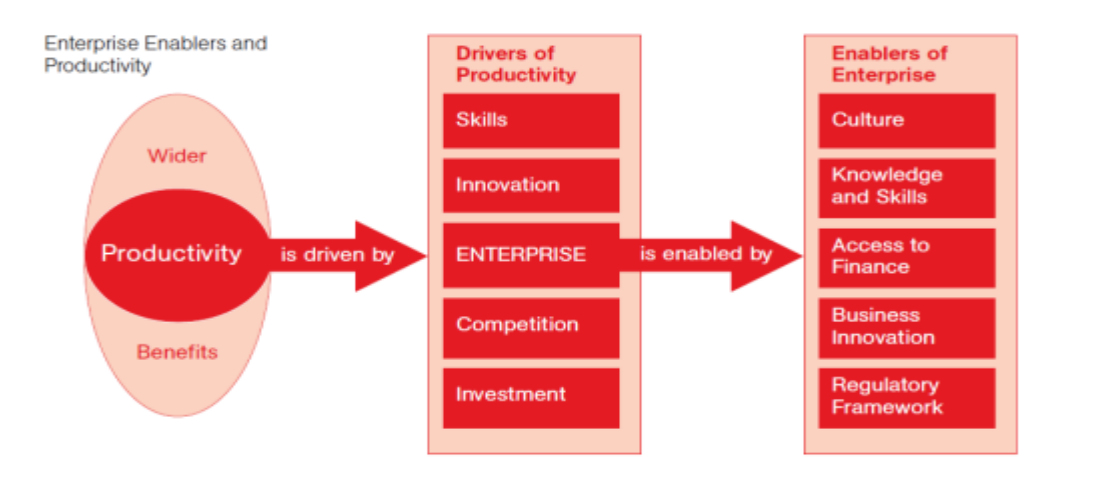 Enterprise Enablers and
Productivity
Wider
Productivity
Benefits
is driven by
Drivers of
Productivity
Skills
Innovation
ENTERPRISE
Competition
Investment
is enabled by
Enablers of
Enterprise
Culture
Knowledge
and Skills
Access to
Finance
Business
Innovation
Regulatory
Framework